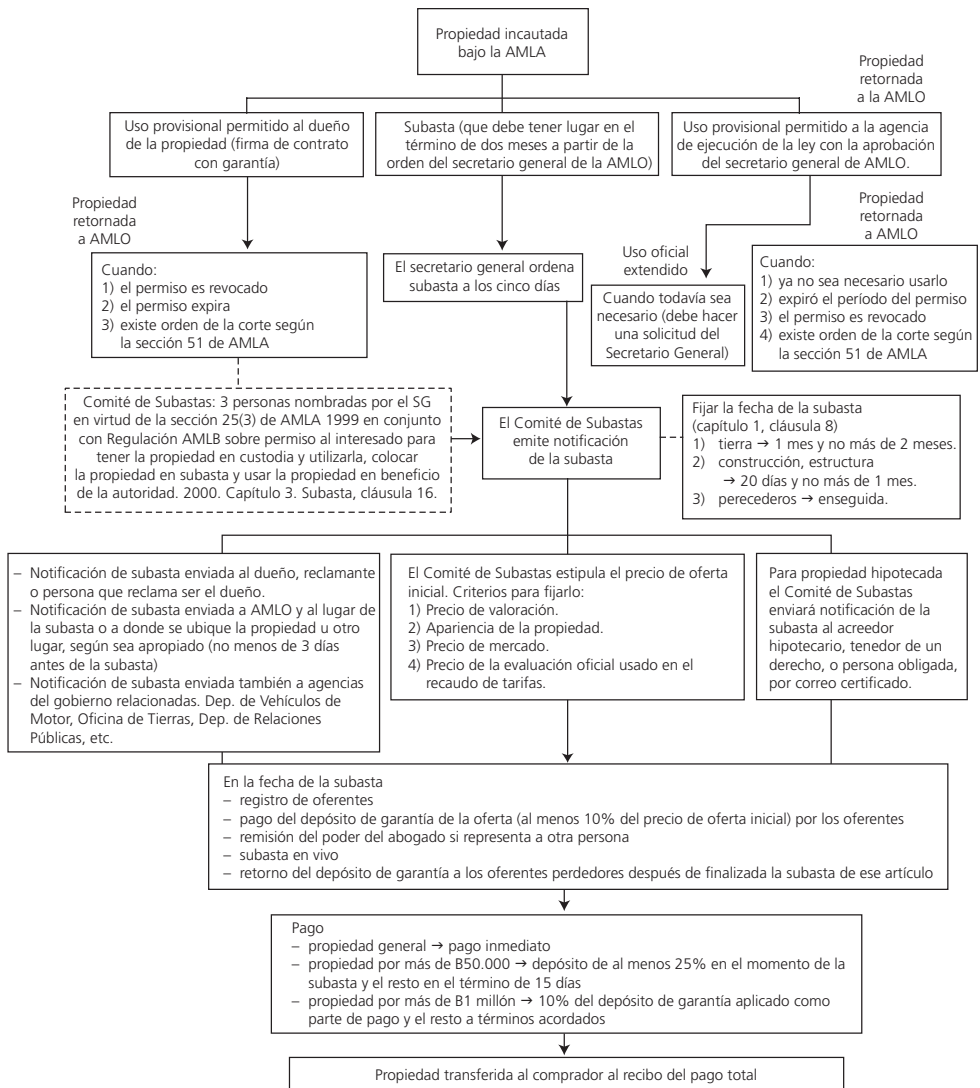 Propiedad incautada
bajo la AMLA
Propiedad
retornada
a la AMLO
Uso provisional permitido al dueño
de la propiedad (firma de contrato
con garantía)
Subasta (que debe tener lugar en el
término de dos meses a partir de la
orden del secretario general de la AMLO)
Uso provisional permitido a la agencia
de ejecución de la ley con la aprobación
del secretario general de AMLO.
Propiedad
retornada
a AMLO
Cuando:
1) el permiso es revocado
2) el permiso expira
3) existe orden de la corte según
la sección 51 de AMLA
El secretario general ordena
subasta a los cinco días
Uso oficial
extendido
Cuando todavía sea
necesario (debe hacer
una solicitud del
Secretario General)
Propiedad
retornada
a AMLO
Cuando:
1) ya no sea necesario usarlo
2) expiró el período del permiso
3) el permiso es revocado
4) existe orden de la corte según
la sección 51 de AMLA
Comité de Subastas: 3 personas nombradas por el SG
en virtud de la sección 25(3) de AMLA 1999 en conjunto
con Regulación AMLB sobre permiso al interesado para
tener la propiedad en custodia y utilizarla, colocar
la propiedad en subasta y usar la propiedad en beneficio
de la autoridad. 2000. Capítulo 3. Subasta, cláusula 16.
El Comité de Subastas
emite notificación
de la subasta
Fijar la fecha de la subasta
(capítulo 1, cláusula 8)
1) tierra → 1 mes y no más de 2 meses.
2) construcción, estructura
→ 20 días y no más de 1 mes.
3) perecederos → enseguida.
– Notificación de subasta enviada al dueño, reclamante
o persona que reclama ser el dueño.
– Notificación de subasta enviada a AMLO y al lugar de
la subasta o a donde se ubique la propiedad u otro
lugar, según sea apropiado (no menos de 3 días
antes de la subasta)
– Notificación de subasta enviada también a agencias
del gobierno relacionadas. Dep. de Vehículos de
Motor, Oficina de Tierras, Dep. de Relaciones
Públicas, etc.
El Comité de Subastas estipula el precio de oferta
inicial. Criterios para fijarlo:
1) Precio de valoración.
2) Apariencia de la propiedad.
3) Precio de mercado.
4) Precio de la evaluación oficial usado en el
recaudo de tarifas.
Para propiedad hipotecada
el Comité de Subastas
enviará notificación de la
subasta al acreedor
hipotecario, tenedor de un
derecho, o persona obligada,
por correo certificado.
En la fecha de la subasta
– registro de oferentes
– pago del depósito de garantía de la oferta (al menos 10% del precio de oferta inicial) por los oferentes
– remisión del poder del abogado si representa a otra persona
– subasta en vivo
– retorno del depósito de garantía a los oferentes perdedores después de finalizada la subasta de ese artículo
Pago
– propiedad general → pago inmediato
– propiedad por más de B50.000 → depósito de al menos 25% en el momento de la
subasta y el resto en el término de 15 días
– propiedad por más de B1 millón → 10% del depósito de garantía aplicado como
parte de pago y el resto a términos acordados
Propiedad transferida al comprador al recibo del pago total